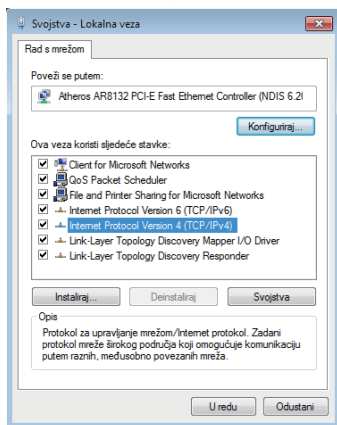 Svojstva - Lokalna veza
Rad s mrežom
Poveži se putem:
Atheros AR8132 PCI-E Fast Ethernet Controller (NDIS 6.20
Konfiguriraj...
Ova veza koristi sljedeće stavke:
Client for Microsoft Networks
QoS Packet Scheduler
File and Printer Sharing for Microsoft Networks
Internet Protocol Version 6 (TCP/IPv6)
Internet Protocol Version 4 (TCP/IPv4)
Link-Layer Topology Discovery Mapper I/O Driver
Link-Layer Topology Discovery Responder
Instaliraj... Deinstaliraj Svojstva
Opis
Protokol za upravljanje mrežom/Internet protokol. Zadani
protokol mreže širokog područja koji omogućuje komunikaciju
putem raznih, međusobno povezanih mreža.
U redu Odustani